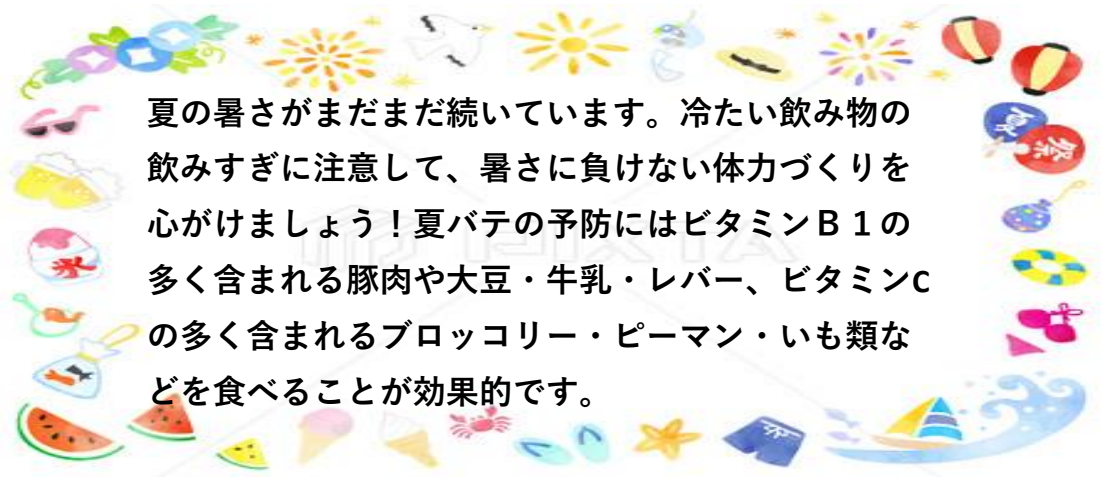 夏の暑さがまだまだ続いています。冷たい飲み物の
飲みすぎに注意して、暑さに負けない体力づくりを
心がけましょう！夏バテの予防にはビタミンＢ１の
多く含まれる豚肉や大豆・牛乳・レバー、ビタミンC
の多く含まれるブロッコリー・ピーマン・いも類な
どを食べることが効果的です。
氷
夏
祭
PIXTA